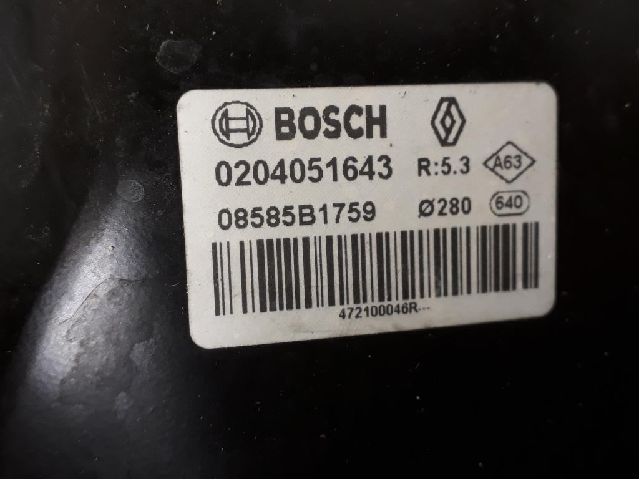 BOSCH
0204051643 R:5.3 A63
08585B1759 Ø280 640
472100046R---